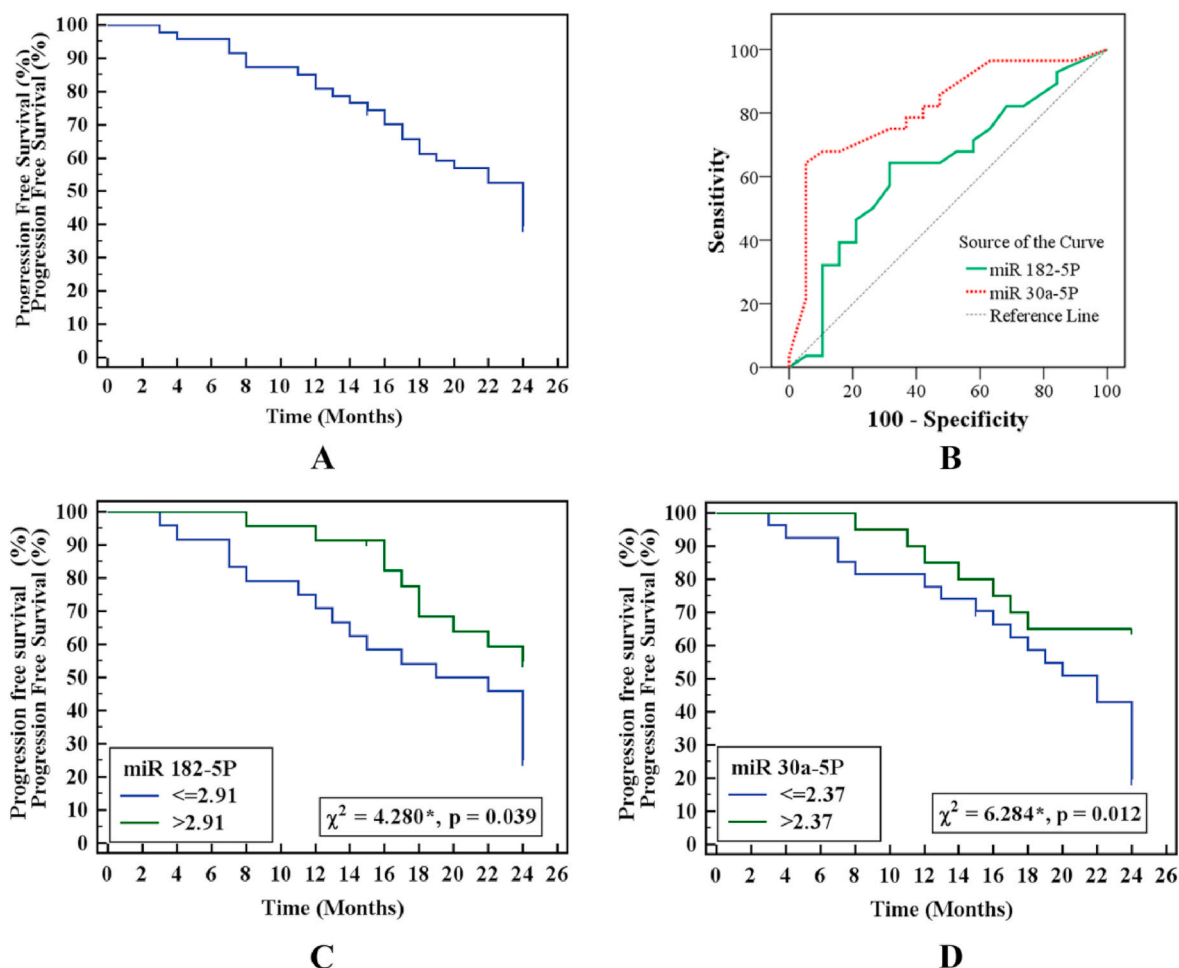 Progression Free Survival (%)
Progression Free Survival (%)
100
90
80
70
60
50
40
30
20
10
0
0 2 4 6 8 10 12 14 16 18 20 22 24 26
Time (Months)
A
Sensitivity
100
80
60
40
20
0
Source of the Curve
miR 182-5P
miR 30a-5P
Reference Line
0 20 40 60 80 100
100 - Specificity
B
Progression free survival (%)
Progression Free Survival (%)
100
90
80
70
60
50
40
30
20
10
0
miR 182-5P
<=2.91
>2.91
χ² = 4.280*, p = 0.039
0 2 4 6 8 10 12 14 16 18 20 22 24 26
Time (Months)
C
Progression free survival (%)
Progression Free Survival (%)
100
90
80
70
60
50
40
30
20
10
0
miR 30a-5P
<=2.37
>2.37
χ² = 6.284*, p = 0.012
0 2 4 6 8 10 12 14 16 18 20 22 24 26
Time (Months)
D